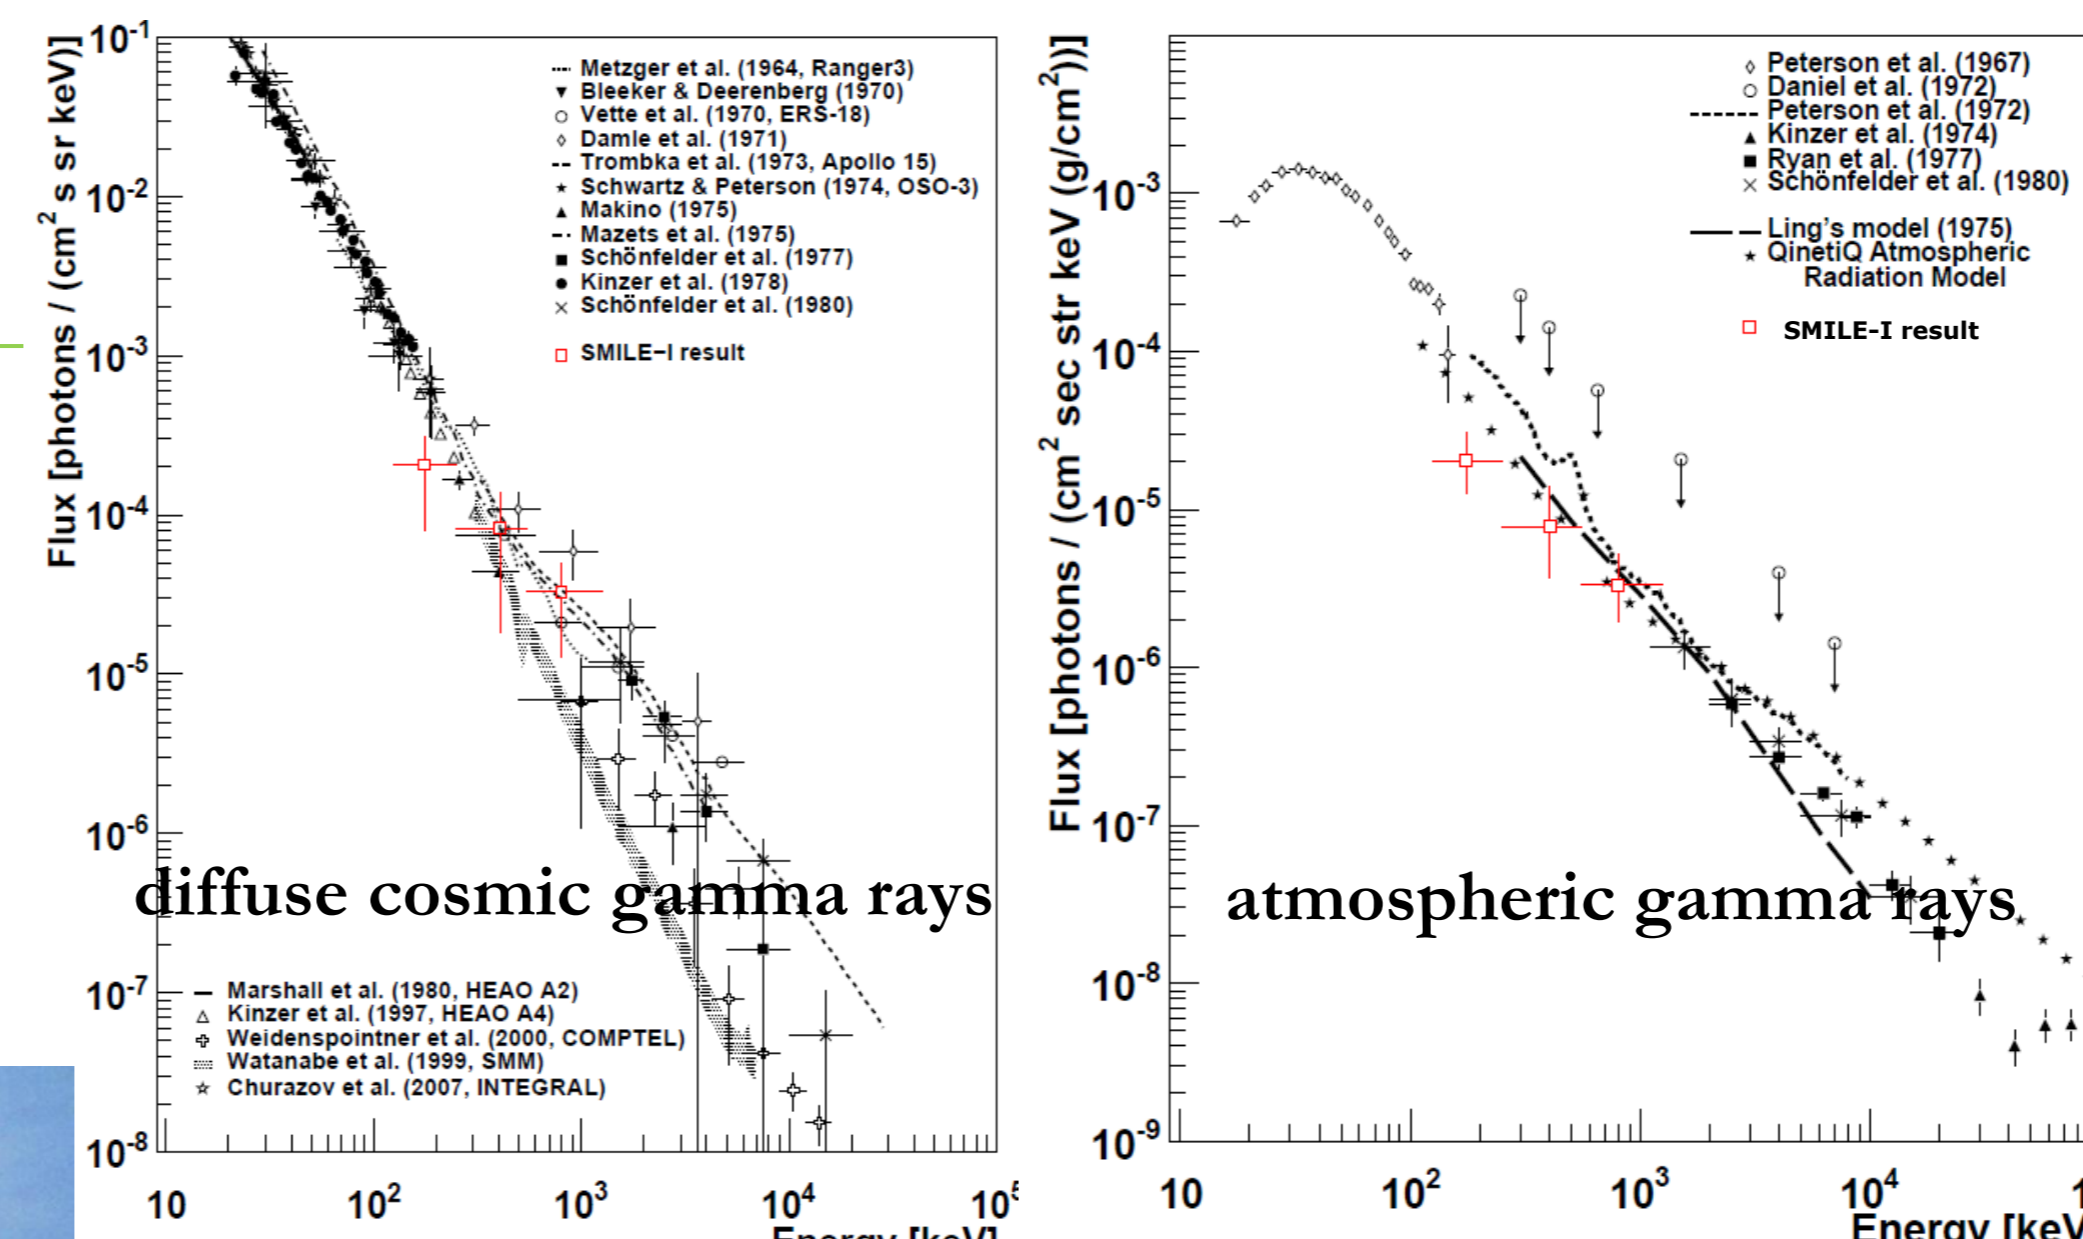 Flux [photons / (cm2 s sr keV)]
10-1
10-2
10-3
10-4
10-5
10-6
10-7
10-8
Metzger et al. (1964, Ranger3)
Bleeker & Deerenberg (1970)
Vette et al. (1970, ERS-18)
Damle et al. (1971)
Trombka et al. (1973, Apollo 15)
Schwartz & Peterson (1974, OSO-3)
Makino (1975)
Mazets et al. (1975)
Schönfelder et al. (1977)
Kinzer et al. (1978)
Schönfelder et al. (1980)
SMILE−I result
diffuse cosmic gamma rays
Marshall et al. (1980, HEAO A2)
Kinzer et al. (1997, HEAO A4)
Weidenspointner et al. (2000, COMPTEL)
Watanabe et al. (1999, SMM)
Churazov et al. (2007, INTEGRAL)
10 102 103 104 105
Energy [keV]
Flux [photons / (cm2 sec str keV (g/cm2))]
10-3
10-4
10-5
10-6
10-7
10-8
10-9
Peterson et al. (1967)
Daniel et al. (1972)
Peterson et al. (1972)
Kinzer et al. (1974)
Ryan et al. (1977)
Schönfelder et al. (1980)
Ling's model (1975)
QinetiQ Atmospheric
Radiation Model
SMILE-I result
atmospheric gamma rays
10 102 103 104
Energy [keV